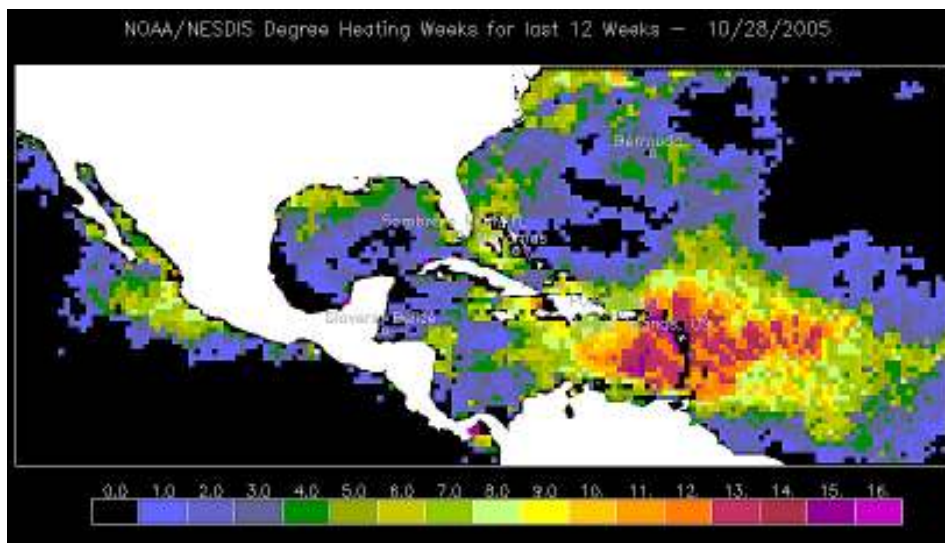 NOAA/NESDIS Degree Heating Weeks for last 12 Weeks – 10/28/2005
Bermuda
Sombrero
0.0 1.0 2.0 3.0 4.0 5.0 6.0 7.0 8.0 9.0 10. 11. 12. 13. 14. 15. 16.